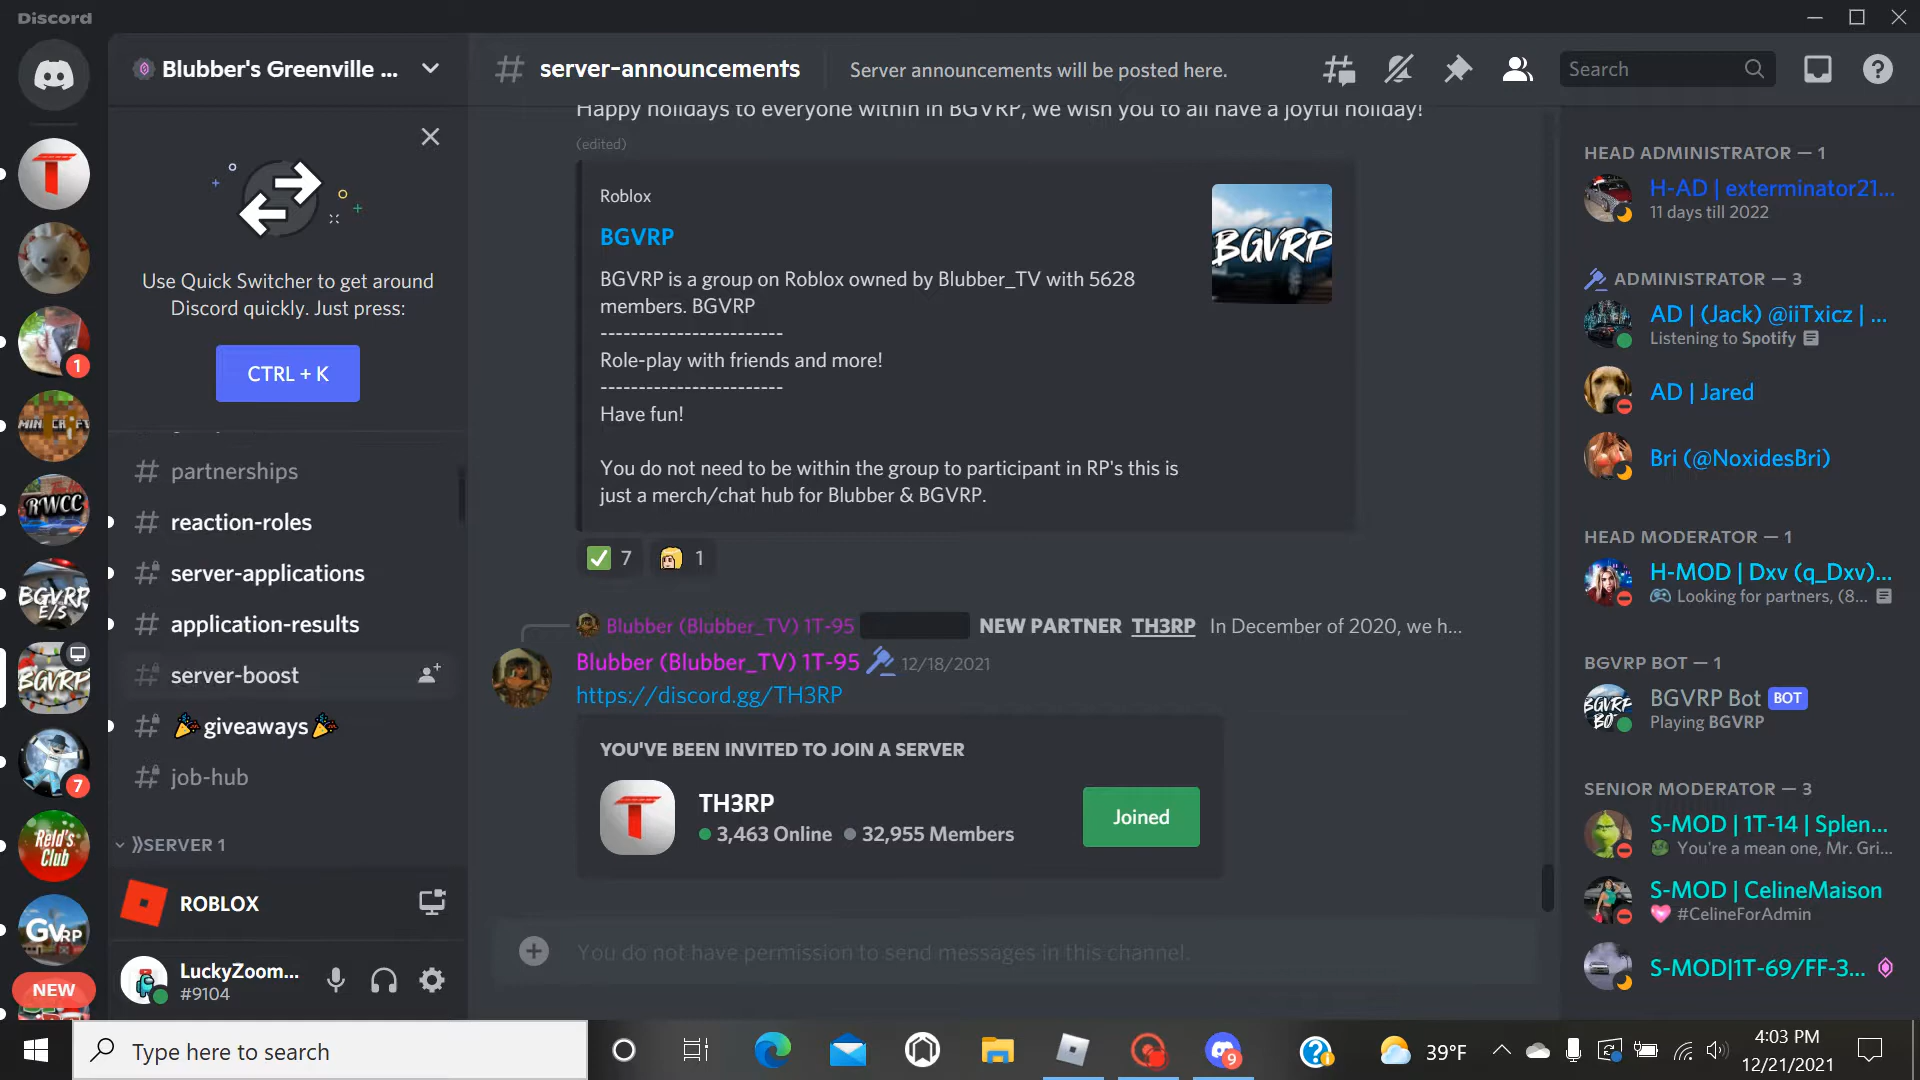 Discord
Blubber's Greenville ...
server-announcements
Server announcements will be posted here.
Search
Use Quick Switcher to get around
Discord quickly. Just press:
CTRL + K
partnerships
reaction-roles
server-applications
application-results
server-boost
giveaways
job-hub
SERVER 1
ROBLOX
LuckyZoom...
#9104
1
MINECRAFT
RWCC
BGVRP
E/S
BGVRP
7
Reid's
Club
GVRP
NEW
Happy holidays to everyone within in BGVRP, we wish you to all have a joyful holiday!
(edited)
Roblox
BGVRP
BGVRP is a group on Roblox owned by Blubber_TV with 5628
members. BGVRP
------------------------
Role-play with friends and more!
------------------------
Have fun!
You do not need to be within the group to participant in RP's this is
just a merch/chat hub for Blubber & BGVRP.
BGVRP
7
1
Blubber (Blubber_TV) 1T-95 NEW PARTNER TH3RP In December of 2020, we h...
Blubber (Blubber_TV) 1T-95 12/18/2021
https://discord.gg/TH3RP
YOU'VE BEEN INVITED TO JOIN A SERVER
TH3RP
3,463 Online 32,955 Members
Joined
You do not have permission to send messages in this channel.
HEAD ADMINISTRATOR — 1
H-AD | exterminator21...
11 days till 2022
ADMINISTRATOR — 3
AD | (Jack) @iiTxicz | ...
Listening to Spotify
AD | Jared
Bri (@NoxidesBri)
HEAD MODERATOR — 1
H-MOD | Dxv (q_Dxv)...
Looking for partners, (8...
BGVRP BOT — 1
BGVRP Bot BOT
Playing BGVRP
SENIOR MODERATOR — 3
S-MOD | 1T-14 | Splen...
You're a mean one, Mr. Gri...
S-MOD | CelineMaison
#CelineForAdmin
S-MOD|1T-69/FF-3...
Type here to search
9
39°F
4:03 PM
12/21/2021